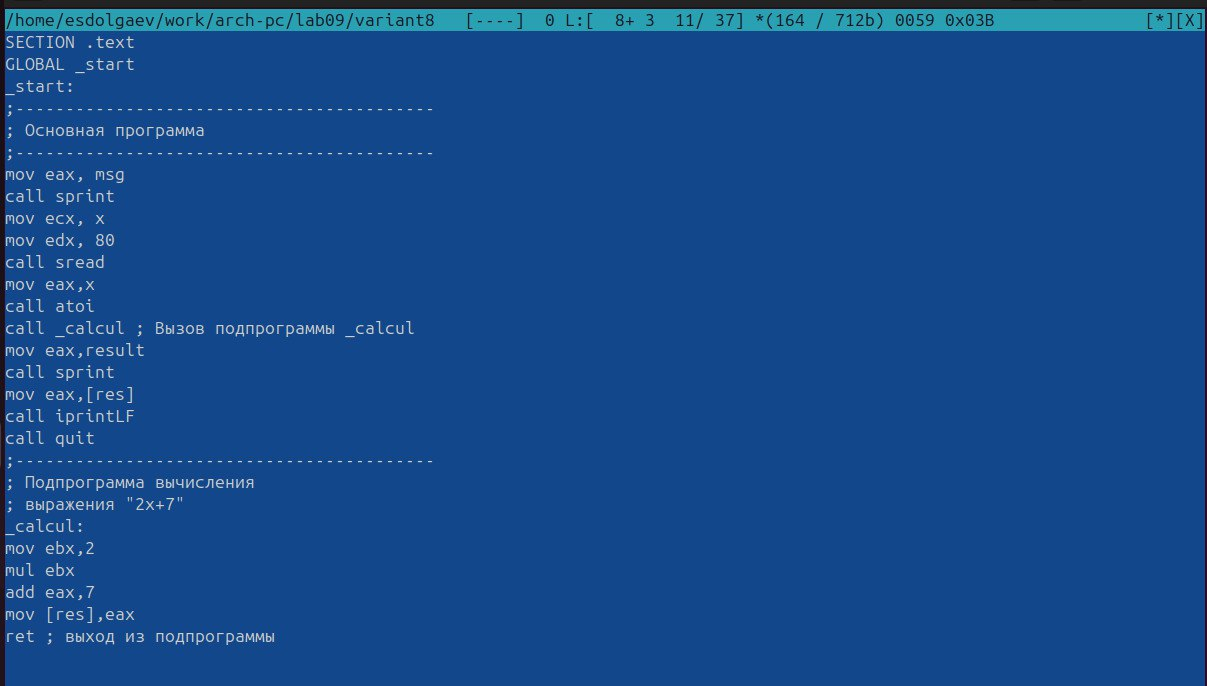 /home/esdolgaev/work/arch-pc/lab09/variant8   [----]  0 L:[  8+ 3  11/ 37] *(164 / 712b) 0059 0x03B               [*][X]
SECTION .text
GLOBAL _start
_start:
;------------------------------------------
; Основная программа
;------------------------------------------
mov eax, msg
call sprint
mov ecx, x
mov edx, 80
call sread
mov eax,x
call atoi
call _calcul ; Вызов подпрограммы _calcul
mov eax,result
call sprint
mov eax,[res]
call iprintLF
call quit
;------------------------------------------
; Подпрограмма вычисления
; выражения "2x+7"
_calcul:
mov ebx,2
mul ebx
add eax,7
mov [res],eax
ret ; выход из подпрограммы